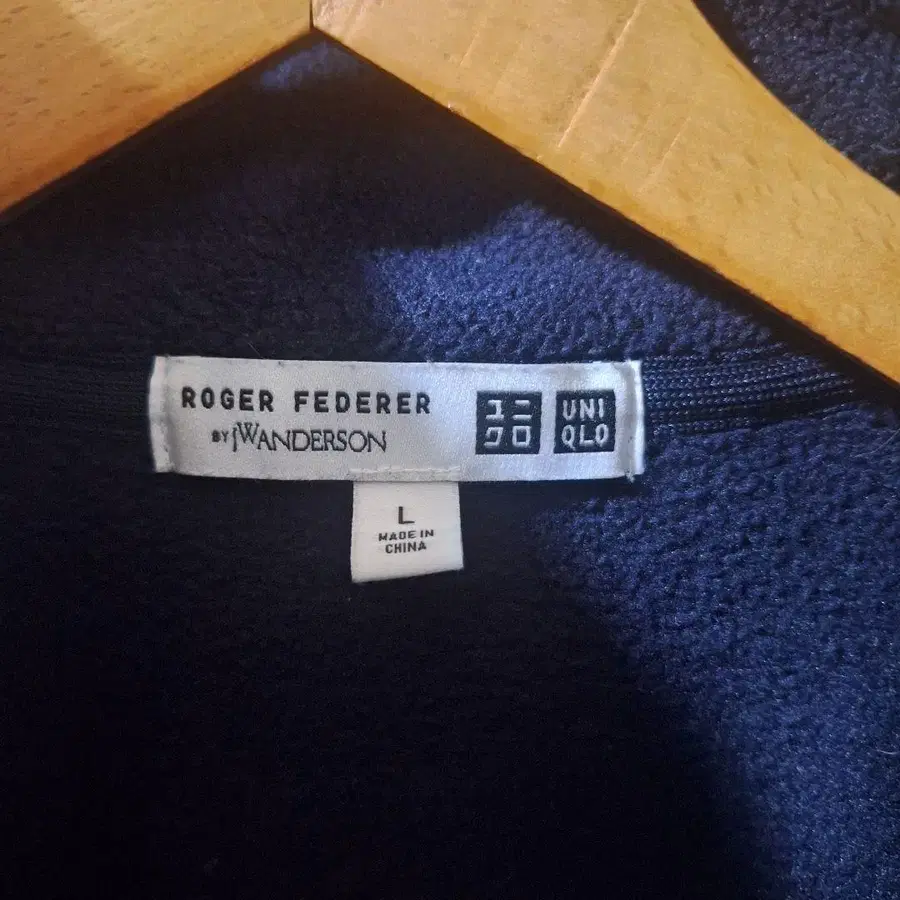 ROGER FEDERER
BY JWANDERSON
ユニ
クロ
UNI
QLO
L
MADE IN
CHINA